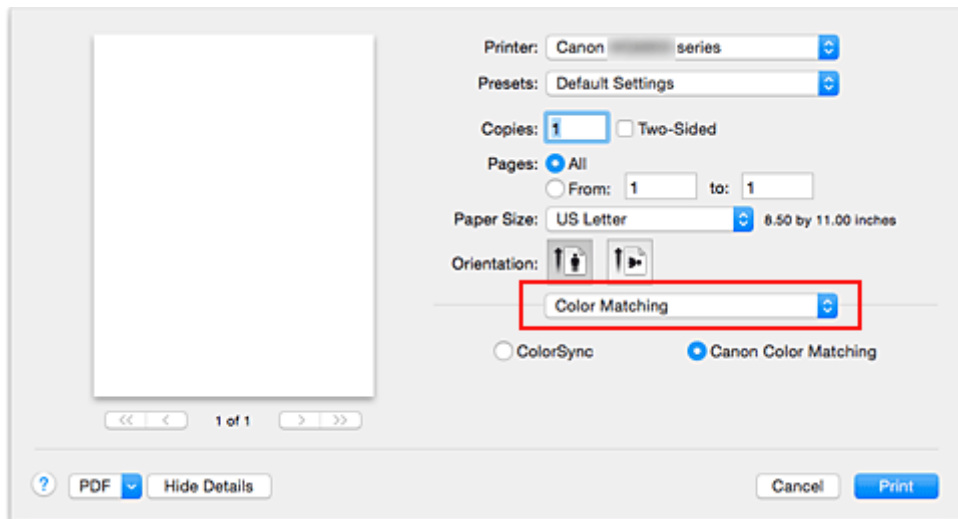 Printer: Canon series
Presets: Default Settings
Copies: 1 Two-Sided
Pages: All
From: 1 to: 1
Paper Size: US Letter 8.50 by 11.00 inches
Orientation:
Color Matching
ColorSync Canon Color Matching
<< < 1 of 1 > >>
? PDF Hide Details Cancel Print